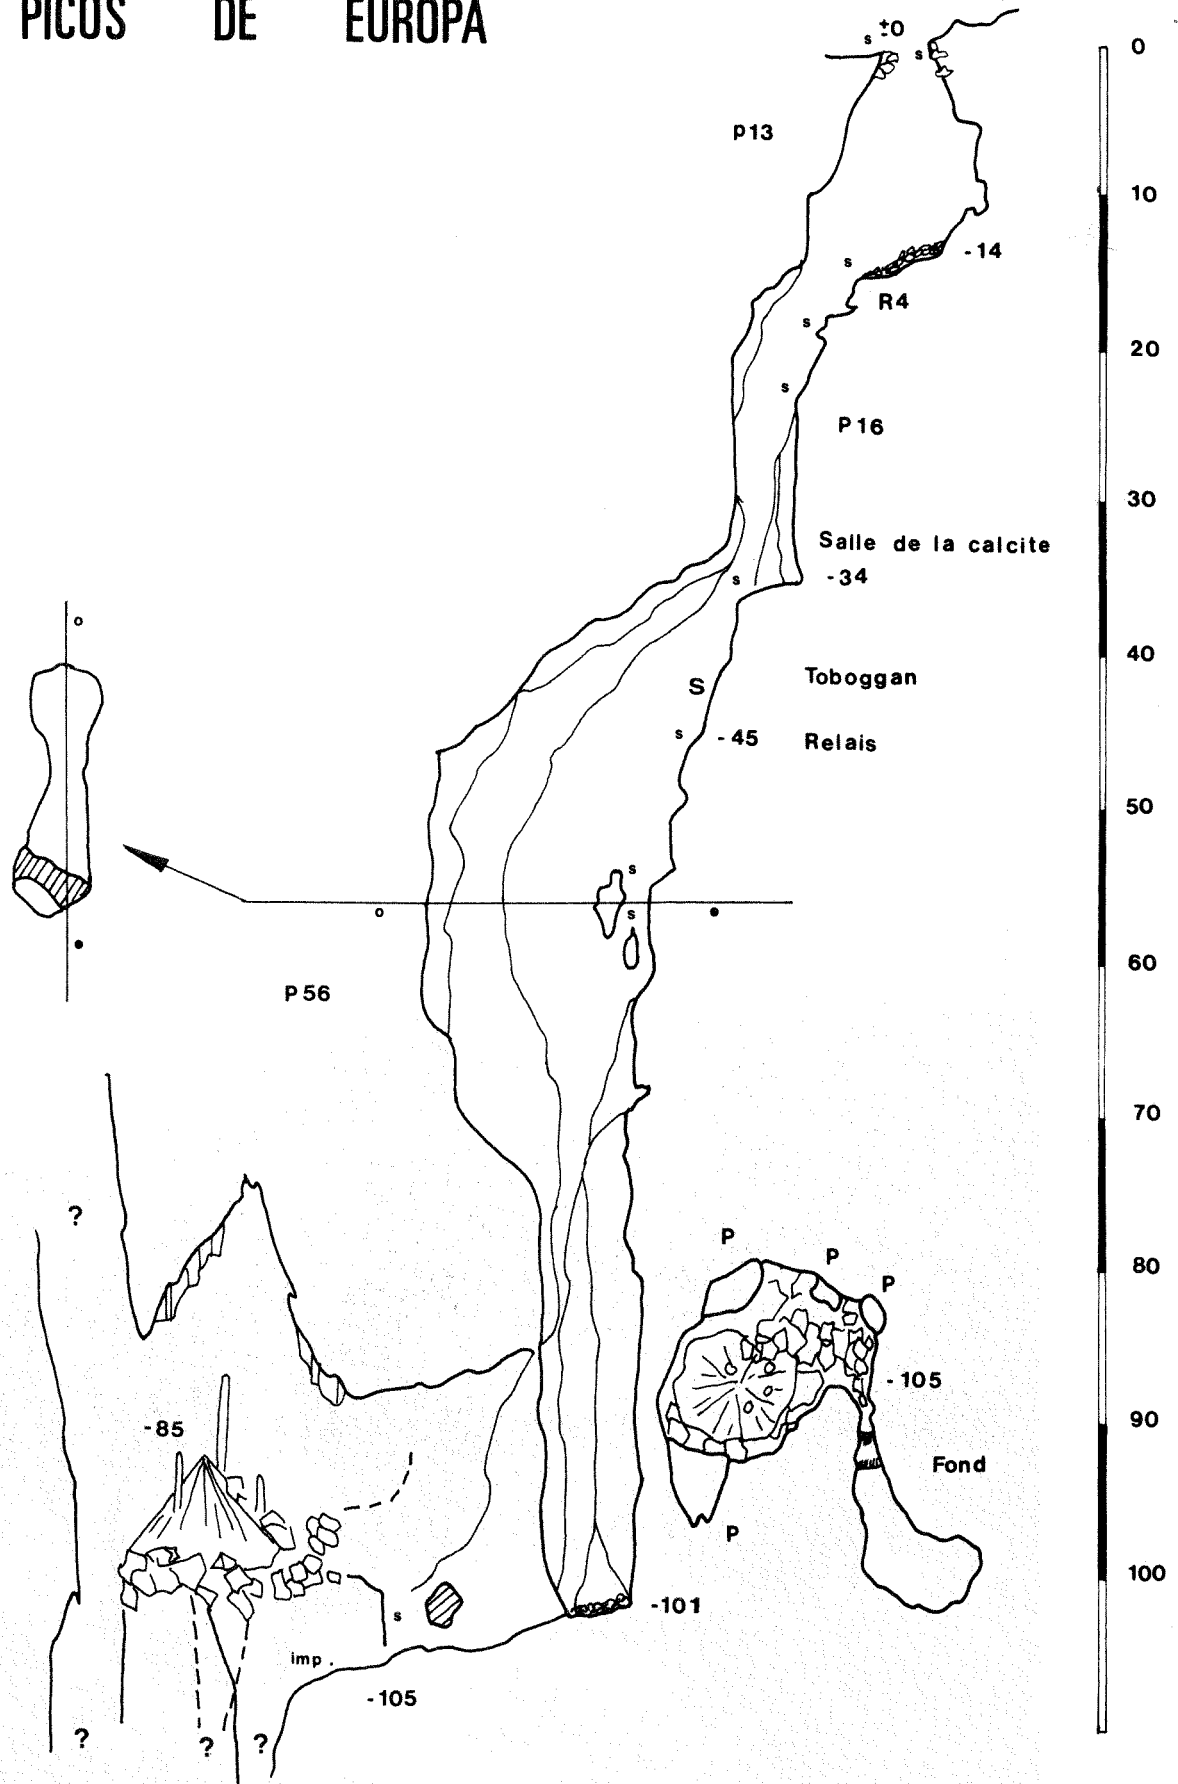 PICOS DE EUROPA
s ±0 s
0
P13
10
s -14
R4
s
20
s
P16
30
Salle de la calcite
s -34
40
Toboggan
S
s -45 Relais
50
s
s
60
P56
70
?
P
80
P
P
-105
-85
90
Fond
P
100
-101
s
imp.
-105
?
?
?